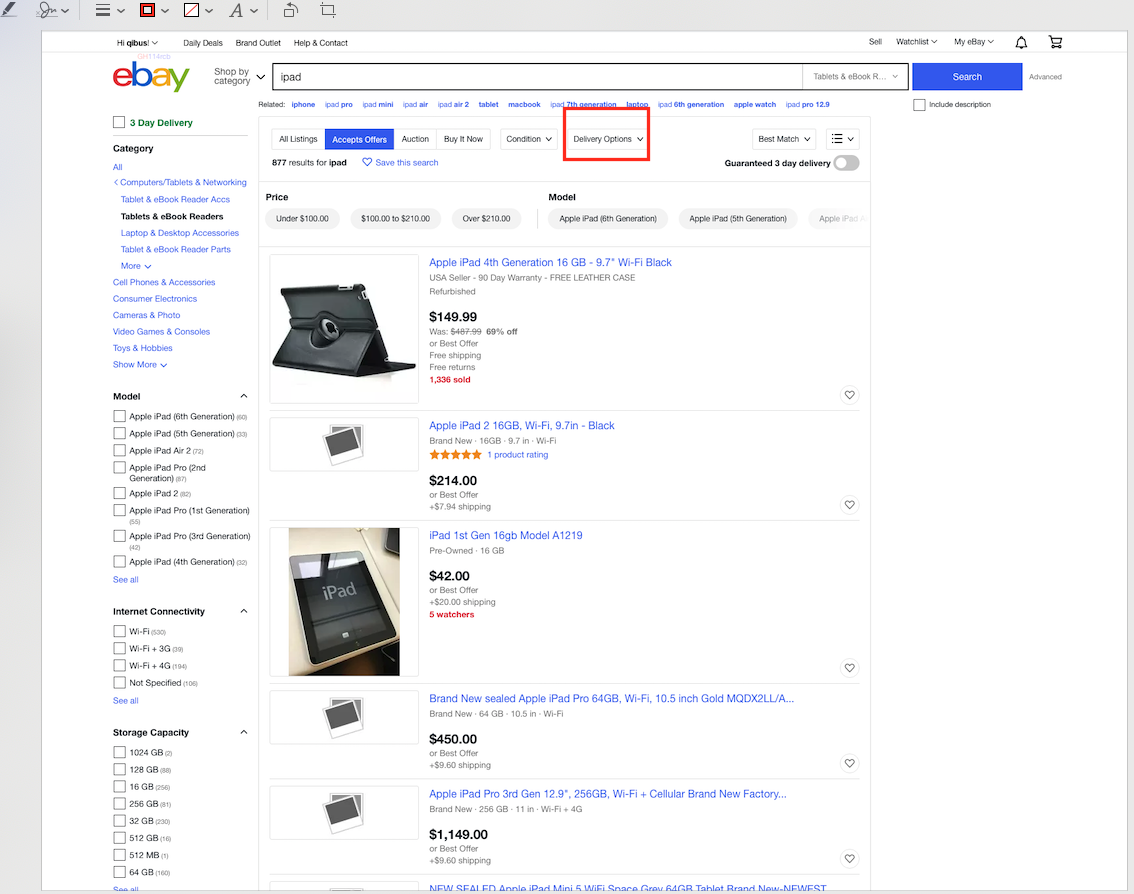 Hi qibus!
Daily Deals
Brand Outlet
Help & Contact
Sell
Watchlist
My eBay
ebay
Shop by category
ipad
Tablets & eBook R...
Search
Advanced
Related: iphone ipad pro ipad mini ipad air ipad air 2 tablet macbook ipad 7th generation laptop ipad 6th generation apple watch ipad pro 12.9
Include description
3 Day Delivery
Category
All
Computers/Tablets & Networking
Tablet & eBook Reader Accs
Tablets & eBook Readers
Laptop & Desktop Accessories
Tablet & eBook Reader Parts
More
Cell Phones & Accessories
Consumer Electronics
Cameras & Photo
Video Games & Consoles
Toys & Hobbies
Show More
Model
Apple iPad (6th Generation) (60)
Apple iPad (5th Generation) (33)
Apple iPad Air 2 (72)
Apple iPad Pro (2nd
Generation) (87)
Apple iPad 2 (82)
Apple iPad Pro (1st Generation)
(55)
Apple iPad Pro (3rd Generation)
(42)
Apple iPad (4th Generation) (32)
See all
Internet Connectivity
Wi-Fi (530)
Wi-Fi + 3G (39)
Wi-Fi + 4G (194)
Not Specified (106)
See all
Storage Capacity
1024 GB (2)
128 GB (88)
16 GB (256)
256 GB (81)
32 GB (230)
512 GB (16)
512 MB (1)
64 GB (160)
See all
All Listings
Accepts Offers
Auction
Buy It Now
Condition
Delivery Options
Best Match
877 results for ipad
Save this search
Guaranteed 3 day delivery
Price
Under $100.00
$100.00 to $210.00
Over $210.00
Model
Apple iPad (6th Generation)
Apple iPad (5th Generation)
Apple iPad A
Apple iPad 4th Generation 16 GB - 9.7" Wi-Fi Black
USA Seller - 90 Day Warranty - FREE LEATHER CASE
Refurbished
$149.99
Was: $487.99 69% off
or Best Offer
Free shipping
Free returns
1,336 sold
Apple iPad 2 16GB, Wi-Fi, 9.7in - Black
Brand New · 16GB · 9.7 in · Wi-Fi
1 product rating
$214.00
or Best Offer
+$7.94 shipping
iPad
iPad 1st Gen 16gb Model A1219
Pre-Owned · 16 GB
$42.00
or Best Offer
+$20.00 shipping
5 watchers
Brand New sealed Apple iPad Pro 64GB, Wi-Fi, 10.5 inch Gold MQDX2LL/A...
Brand New · 64 GB · 10.5 in · Wi-Fi
$450.00
or Best Offer
+$9.60 shipping
Apple iPad Pro 3rd Gen 12.9", 256GB, Wi-Fi + Cellular Brand New Factory...
Brand New · 256 GB · 11 in · Wi-Fi + 4G
$1,149.00
or Best Offer
+$9.60 shipping
NEW SEALED Apple iPad Mini 5 WiFi Space Grey 64GB Tablet Brand New-NEWEST